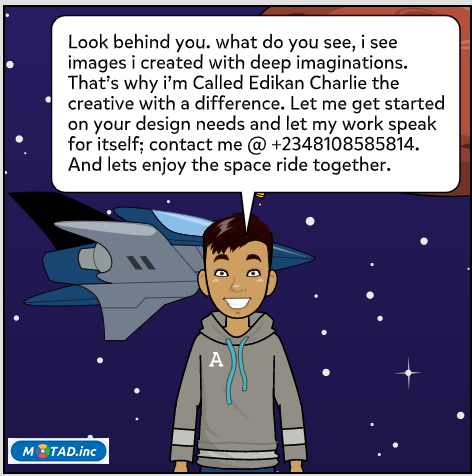 Look behind you. what do you see, i see
images i created with deep imaginations.
That's why i'm Called Edikan Charlie the
creative with a difference. Let me get started
on your design needs and let my work speak
for itself; contact me @ +2348108585814.
And lets enjoy the space ride together.
A
M TAD.inc